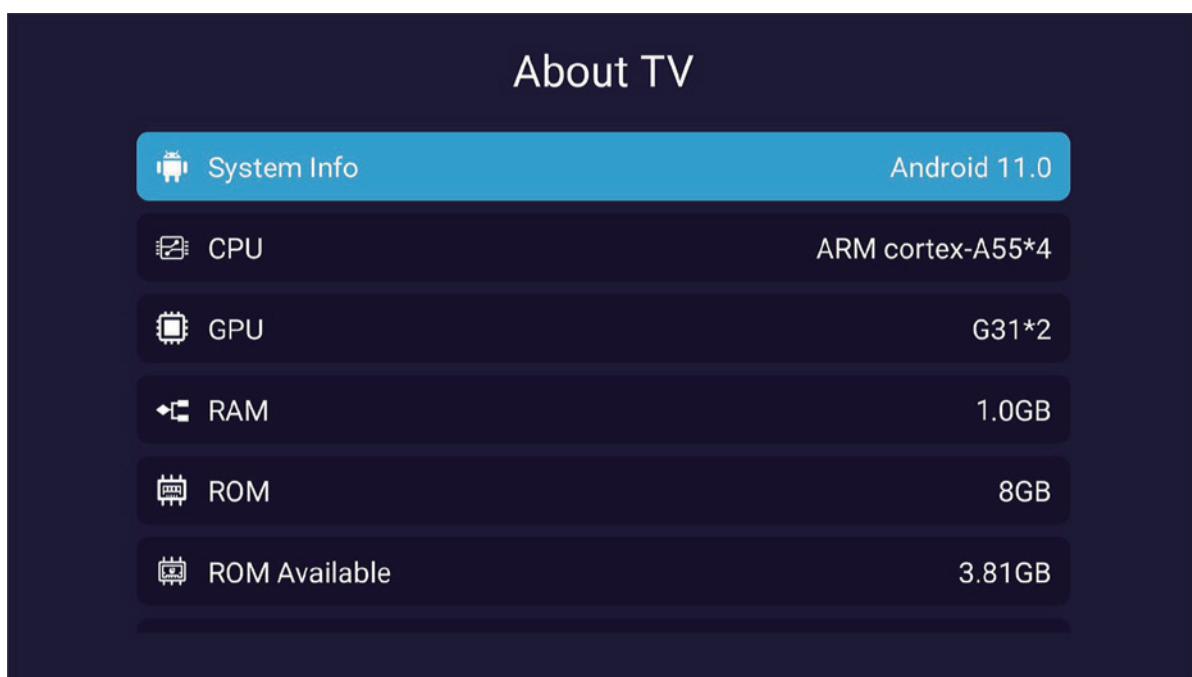 About TV
System Info Android 11.0
CPU ARM cortex-A55*4
GPU G31*2
RAM 1.0GB
ROM 8GB
ROM Available 3.81GB